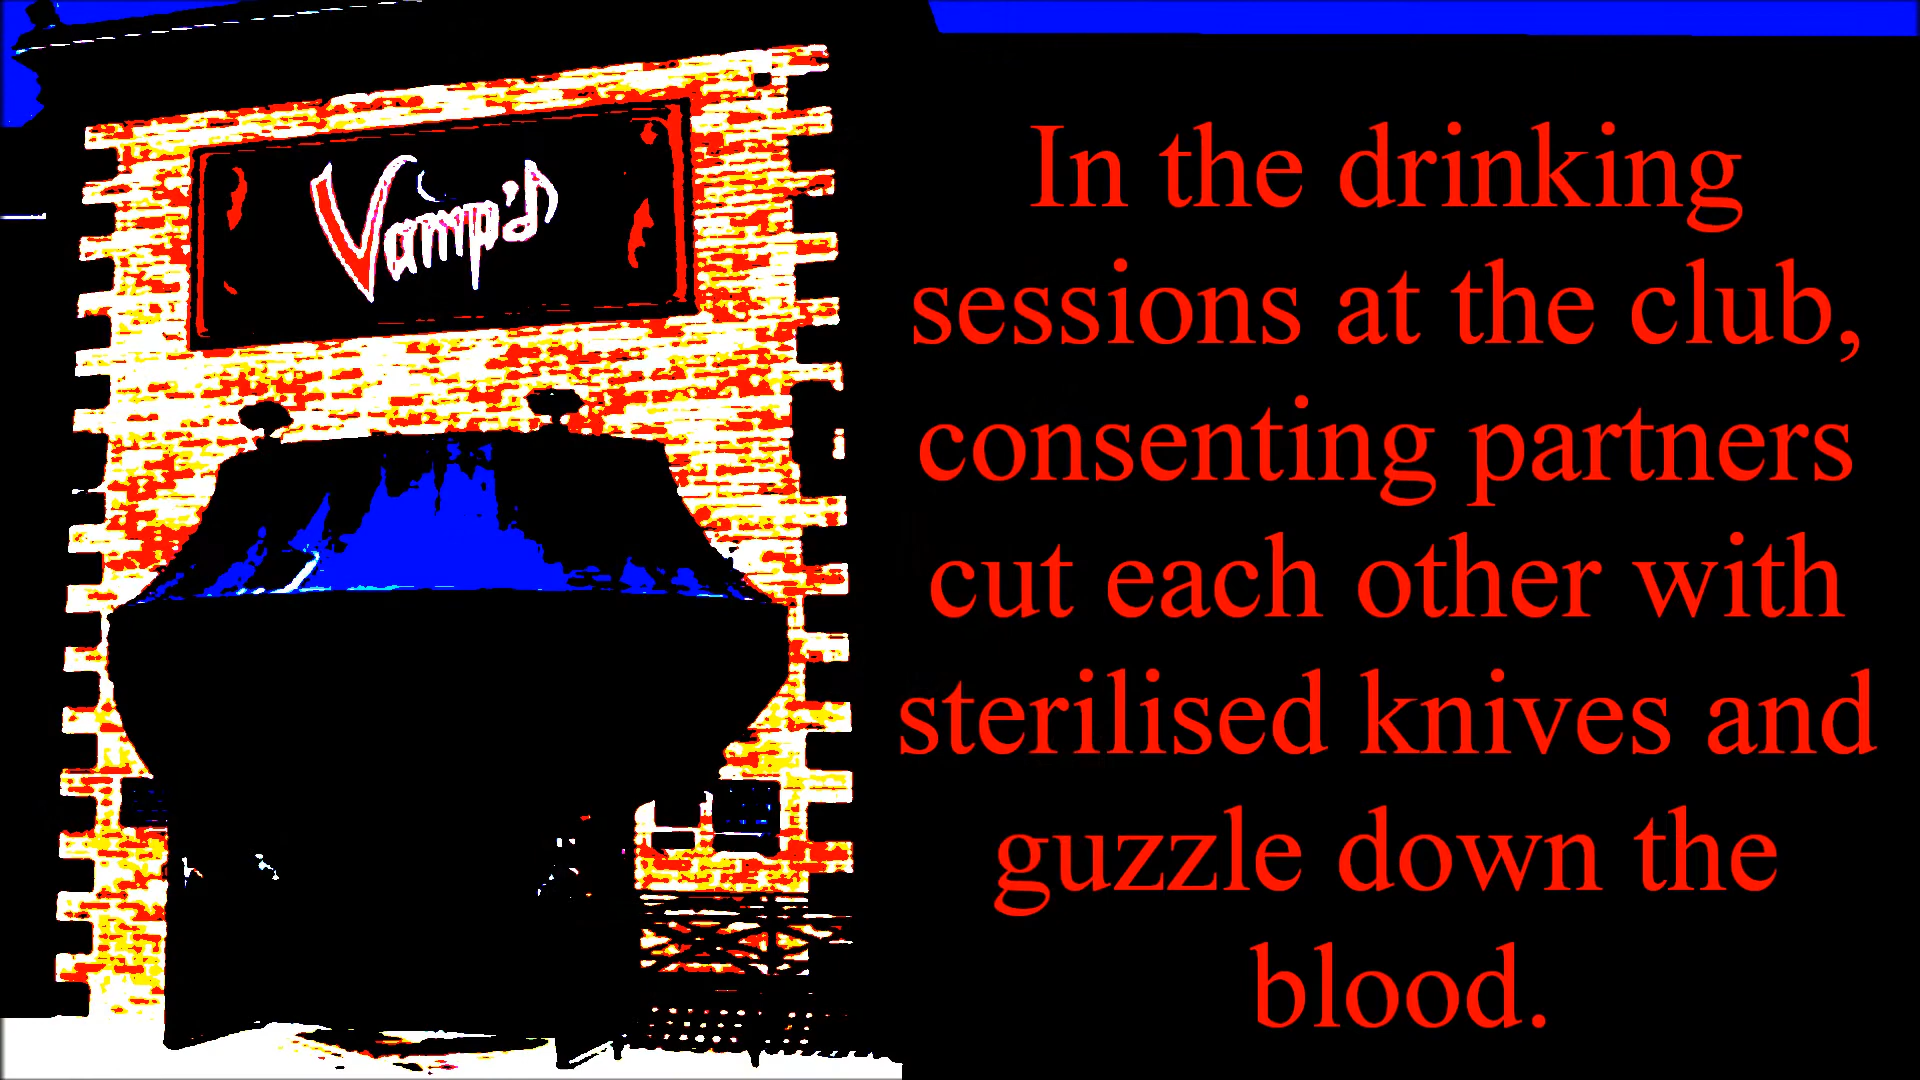 Vamp'd
In the drinking
sessions at the club,
consenting partners
cut each other with
sterilised knives and
guzzle down the
blood.